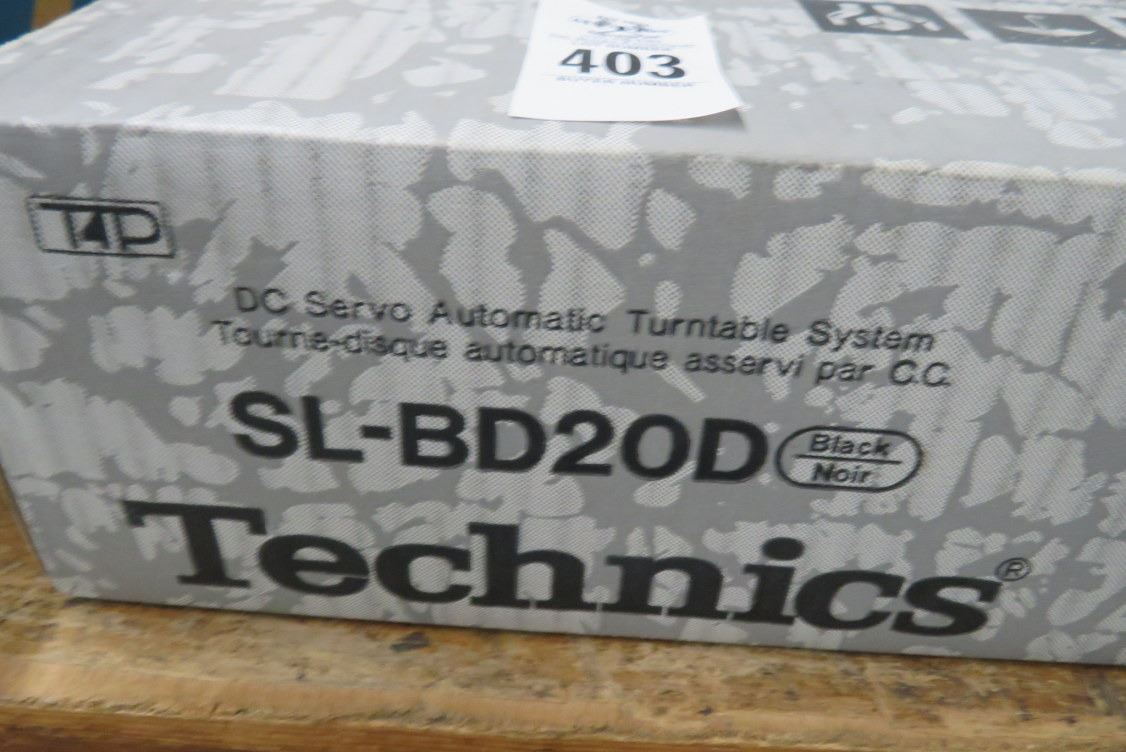 403
T4P
DC Servo Automatic Turntable System
Tourne-disque automatique asservi par C.C.
SL-BD20D Black
Noir
Technics®